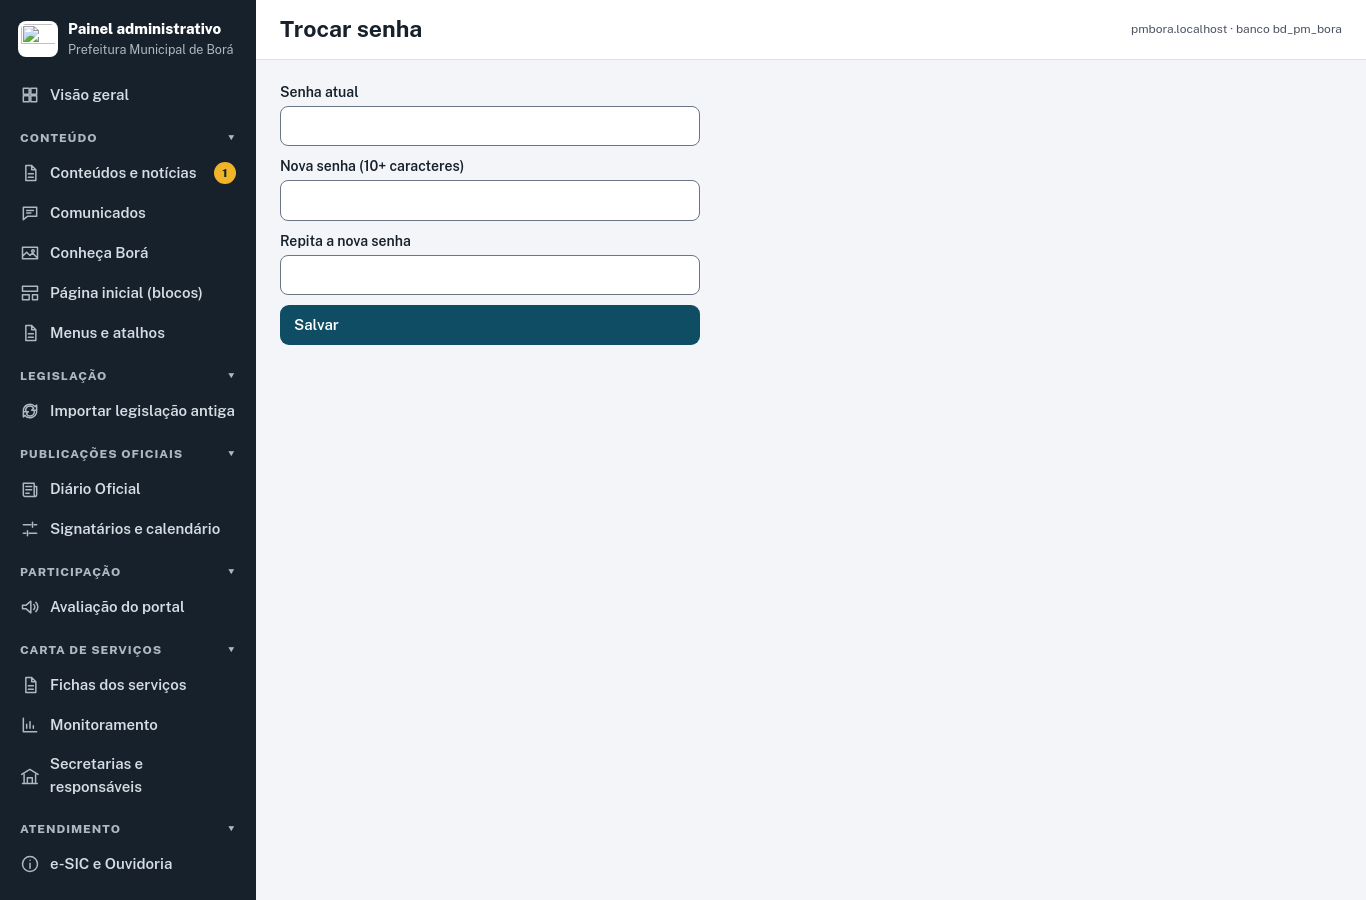 Painel administrativo
Prefeitura Municipal de Borá
Visão geral
CONTEÚDO
Conteúdos e notícias 1
Comunicados
Conheça Borá
Página inicial (blocos)
Menus e atalhos
LEGISLAÇÃO
Importar legislação antiga
PUBLICAÇÕES OFICIAIS
Diário Oficial
Signatários e calendário
PARTICIPAÇÃO
Avaliação do portal
CARTA DE SERVIÇOS
Fichas dos serviços
Monitoramento
Secretarias e
responsáveis
ATENDIMENTO
e-SIC e Ouvidoria
Trocar senha
pmbora.localhost · banco bd_pm_bora
Senha atual
Nova senha (10+ caracteres)
Repita a nova senha
Salvar